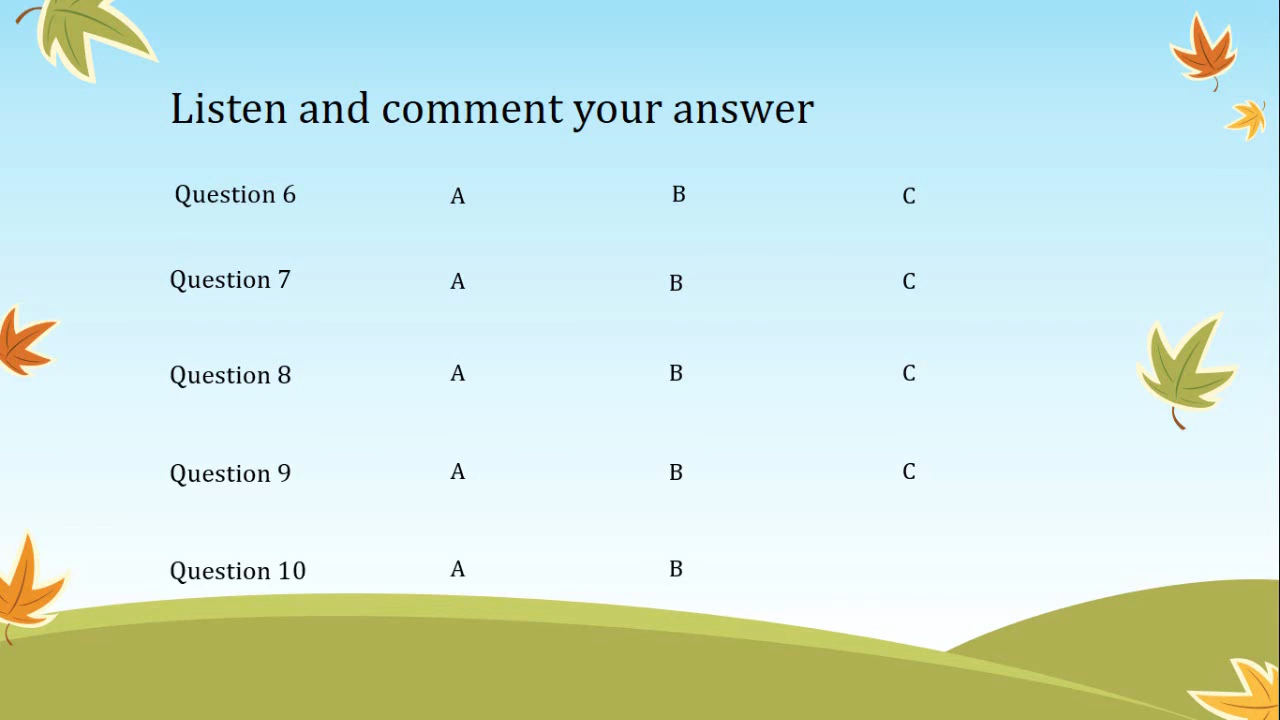 Listen and comment your answer
Question 6 A B C
Question 7 A B C
Question 8 A B C
Question 9 A B C
Question 10 A B